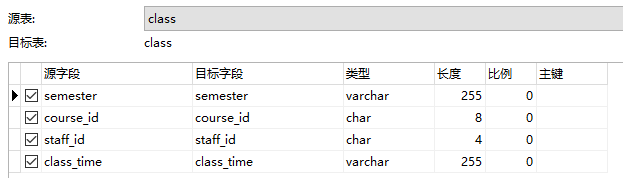 源表: class
目标表: class
源字段 目标字段 类型 长度 比例 主键
semester semester varchar 255 0
course_id course_id char 8 0
staff_id staff_id char 4 0
class_time class_time varchar 255 0